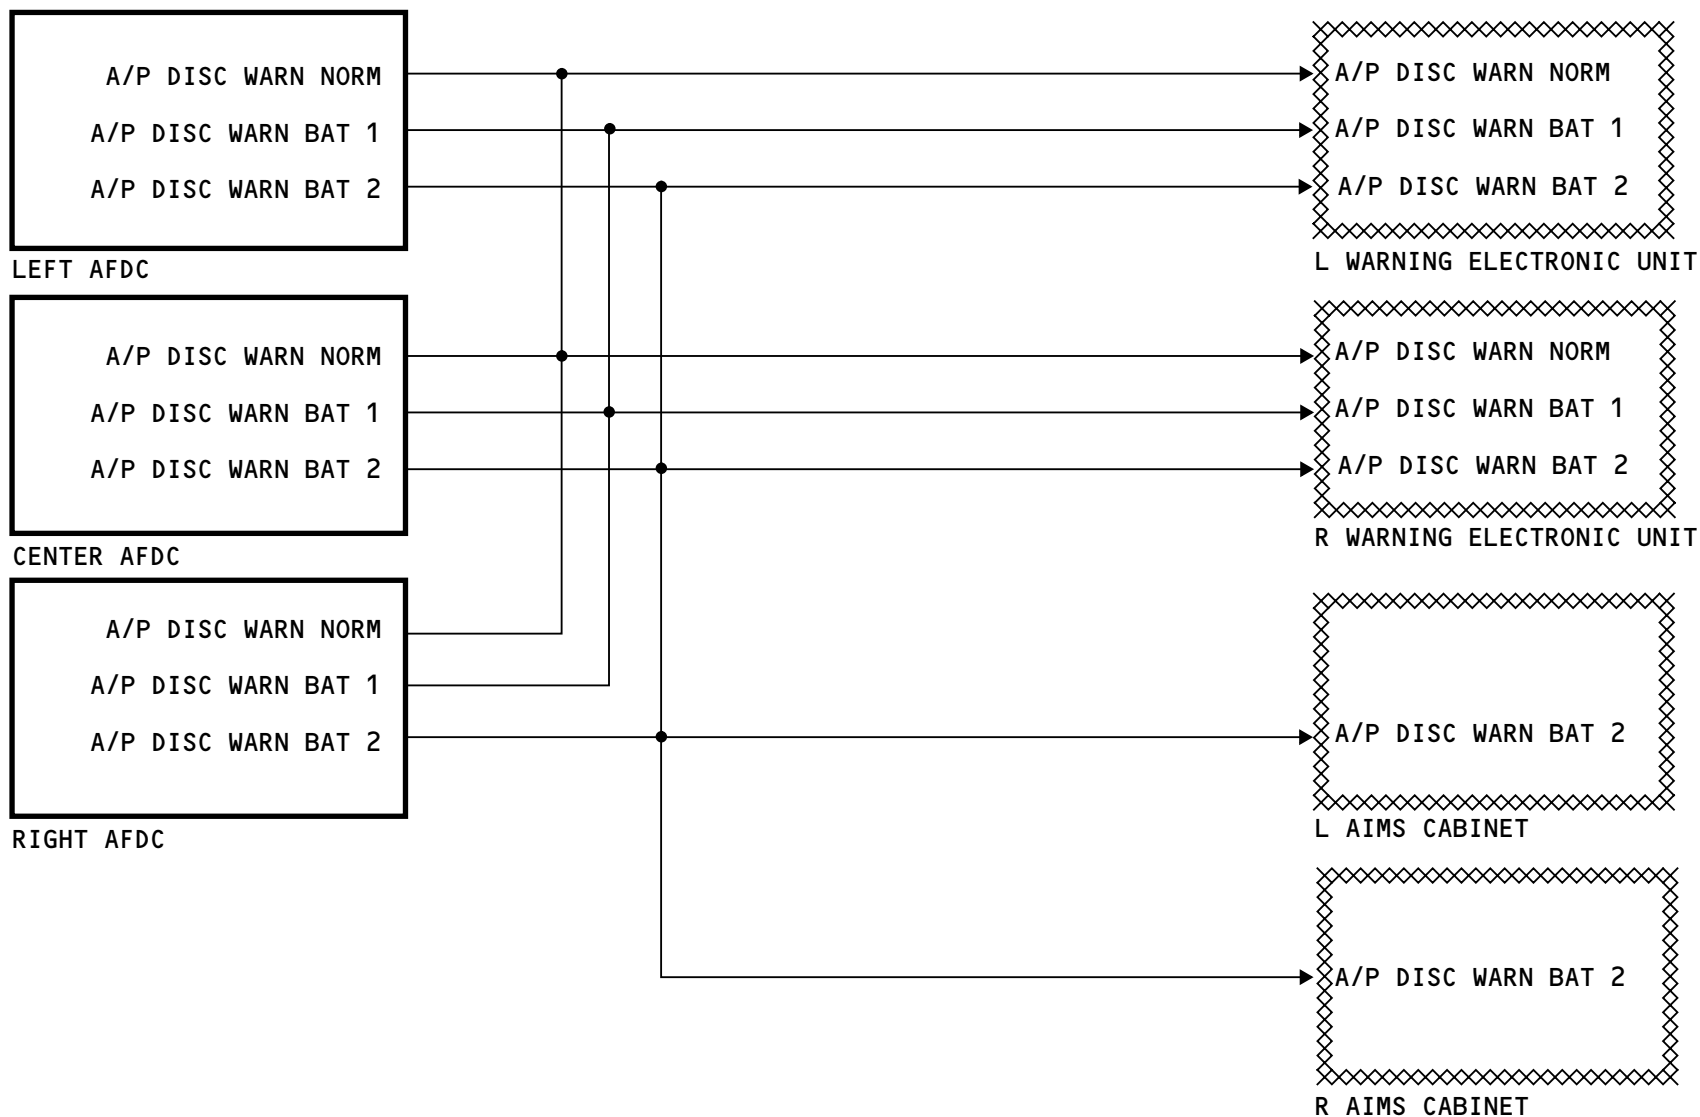 A/P DISC WARN NORM
A/P DISC WARN BAT 1
A/P DISC WARN BAT 2
LEFT AFDC
A/P DISC WARN NORM
A/P DISC WARN BAT 1
A/P DISC WARN BAT 2
CENTER AFDC
A/P DISC WARN NORM
A/P DISC WARN BAT 1
A/P DISC WARN BAT 2
RIGHT AFDC
A/P DISC WARN NORM
A/P DISC WARN BAT 1
A/P DISC WARN BAT 2
L WARNING ELECTRONIC UNIT
A/P DISC WARN NORM
A/P DISC WARN BAT 1
A/P DISC WARN BAT 2
R WARNING ELECTRONIC UNIT
A/P DISC WARN BAT 2
L AIMS CABINET
A/P DISC WARN BAT 2
R AIMS CABINET